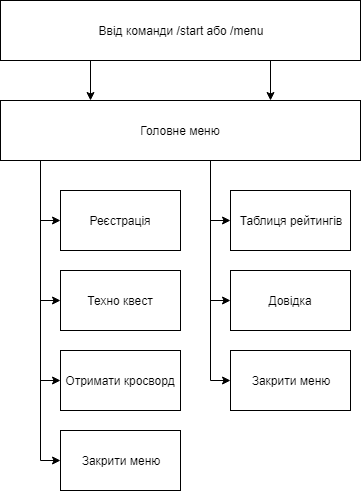 Ввід команди /start або /menu
Головне меню
Реєстрація
Техно квест
Отримати кросворд
Закрити меню
Таблиця рейтингів
Довідка
Закрити меню